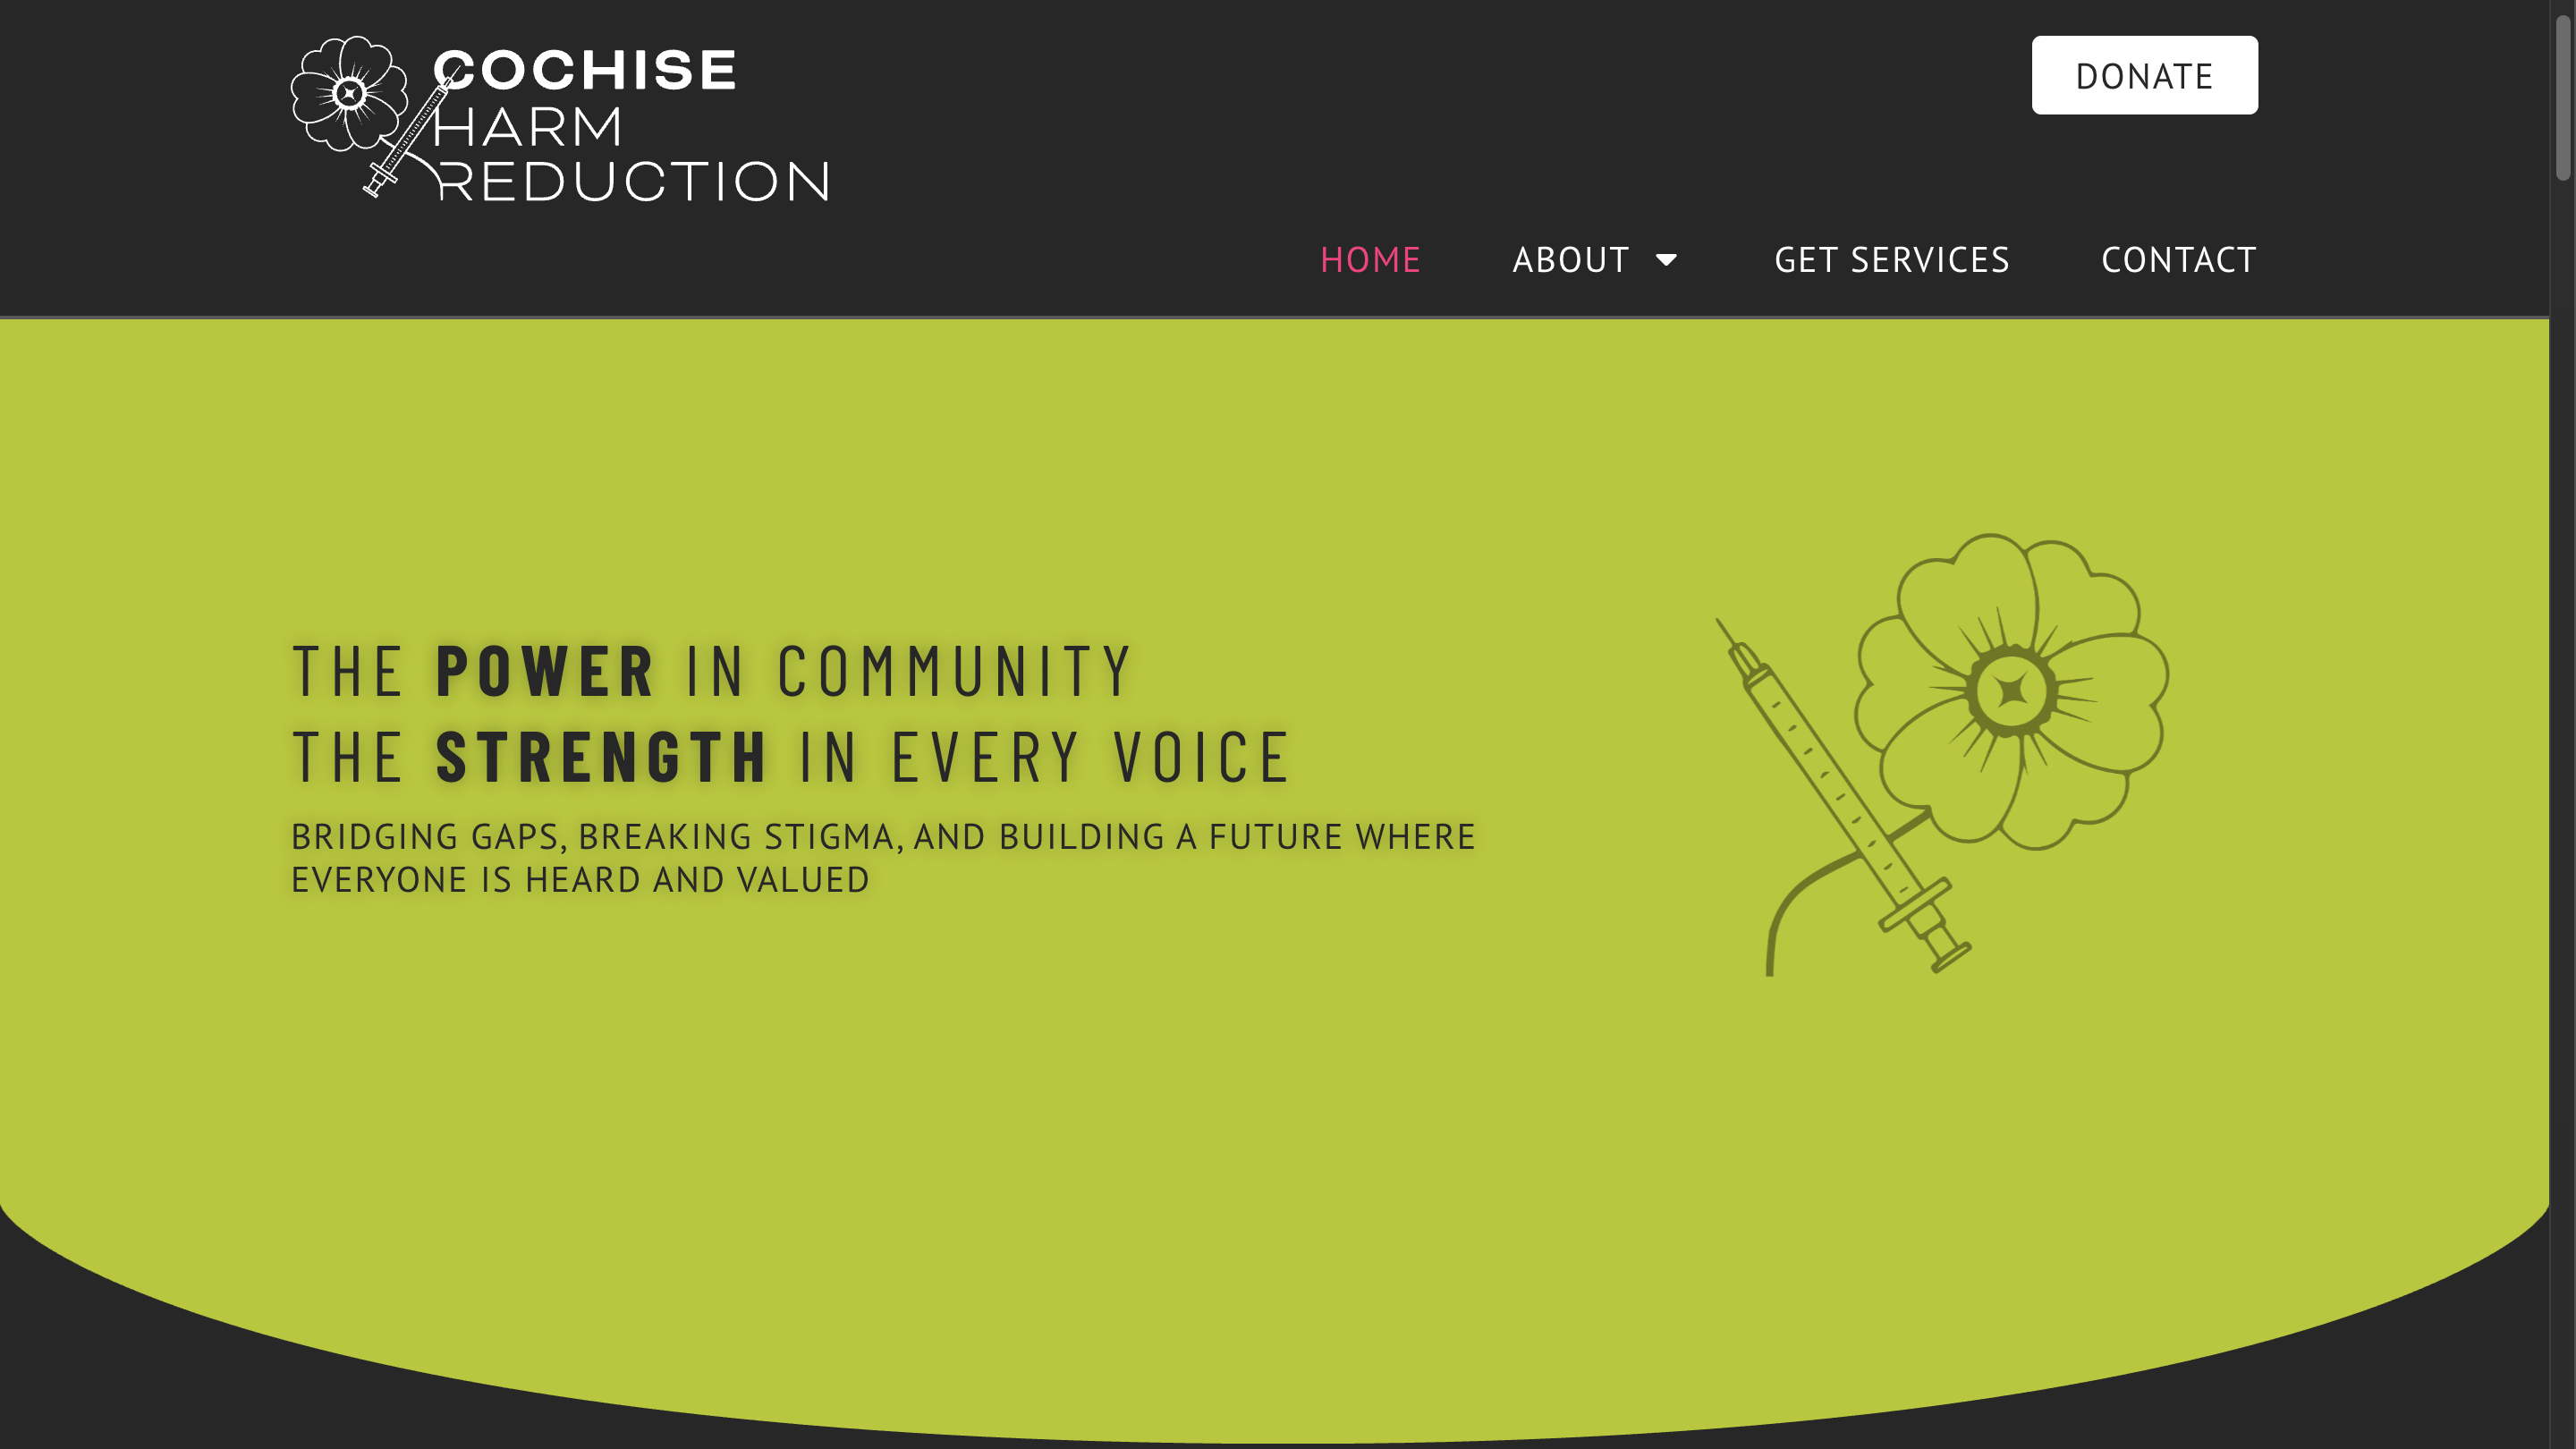 COCHISE
HARM
REDUCTION
DONATE
HOME
ABOUT
GET SERVICES
CONTACT
THE POWER IN COMMUNITY
THE STRENGTH IN EVERY VOICE
BRIDGING GAPS, BREAKING STIGMA, AND BUILDING A FUTURE WHERE
EVERYONE IS HEARD AND VALUED